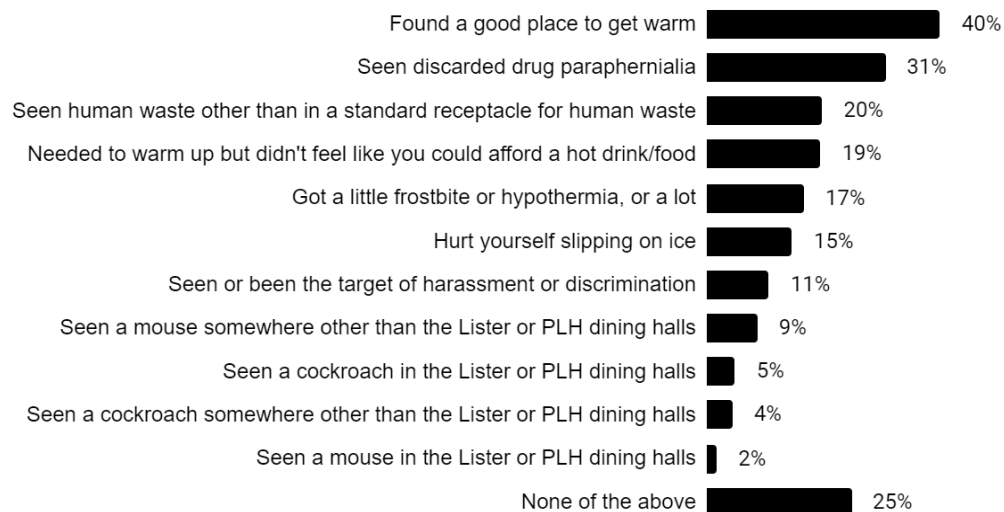 Found a good place to get warm 40%
Seen discarded drug paraphernialia 31%
Seen human waste other than in a standard receptacle for human waste 20%
Needed to warm up but didn't feel like you could afford a hot drink/food 19%
Got a little frostbite or hypothermia, or a lot 17%
Hurt yourself slipping on ice 15%
Seen or been the target of harassment or discrimination 11%
Seen a mouse somewhere other than the Lister or PLH dining halls 9%
Seen a cockroach in the Lister or PLH dining halls 5%
Seen a cockroach somewhere other than the Lister or PLH dining halls 4%
Seen a mouse in the Lister or PLH dining halls 2%
None of the above 25%